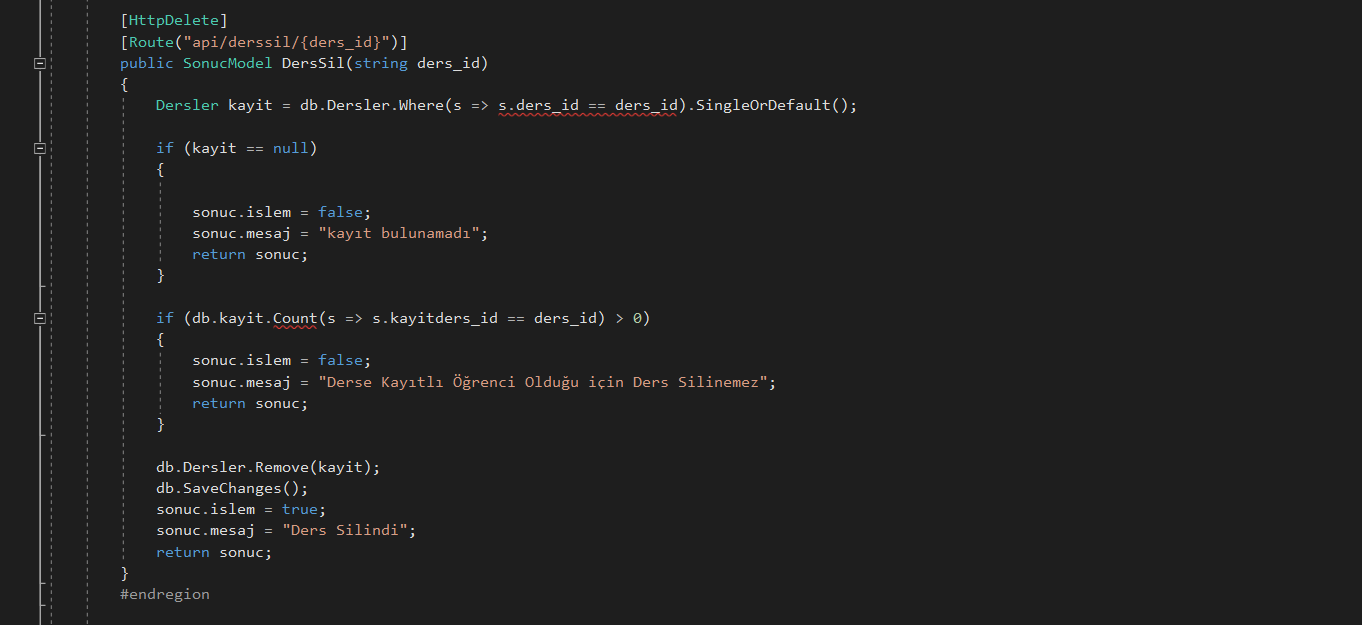 [HttpDelete]
[Route("api/derssil/{ders_id}")]
public SonucModel DersSil(string ders_id)
{
Dersler kayit = db.Dersler.Where(s => s.ders_id == ders_id).SingleOrDefault();
if (kayit == null)
{
sonuc.islem = false;
sonuc.mesaj = "kayıt bulunamadı";
return sonuc;
}
if (db.kayit.Count(s => s.kayitders_id == ders_id) > 0)
{
sonuc.islem = false;
sonuc.mesaj = "Derse Kayıtlı Öğrenci Olduğu için Ders Silinemez";
return sonuc;
}
db.Dersler.Remove(kayit);
db.SaveChanges();
sonuc.islem = true;
sonuc.mesaj = "Ders Silindi";
return sonuc;
}
#endregion